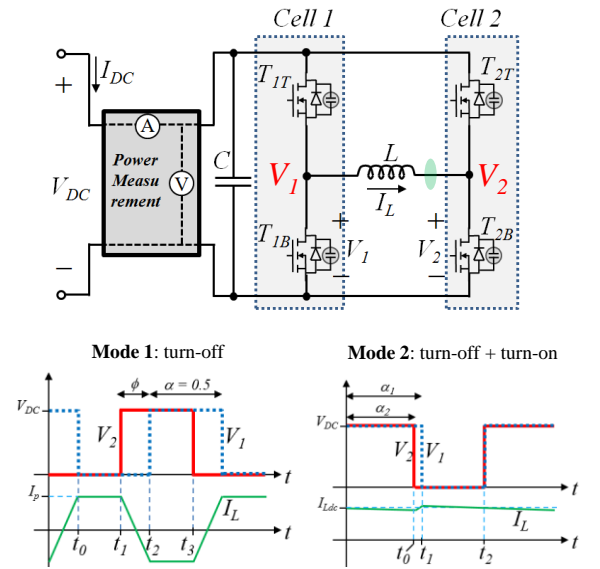 Cell 1
Cell 2
I_DC
T_1T
T_2T
+
A
Power
Measu
rement
V
C
V_DC
V_1
L
V_2
I_L
+
+
T_1B
V_1
V_2
T_2B
−
−
−
Mode 1: turn-off
Mode 2: turn-off + turn-on
ϕ
α = 0.5
α_1
α_2
V_DC
V_2
V_1
t
V_DC
V_2
V_1
t
I_p
I_L
t
t_0
t_1
t_2
t_3
I_Ldc
I_L
t
t_0
t_1
t_2